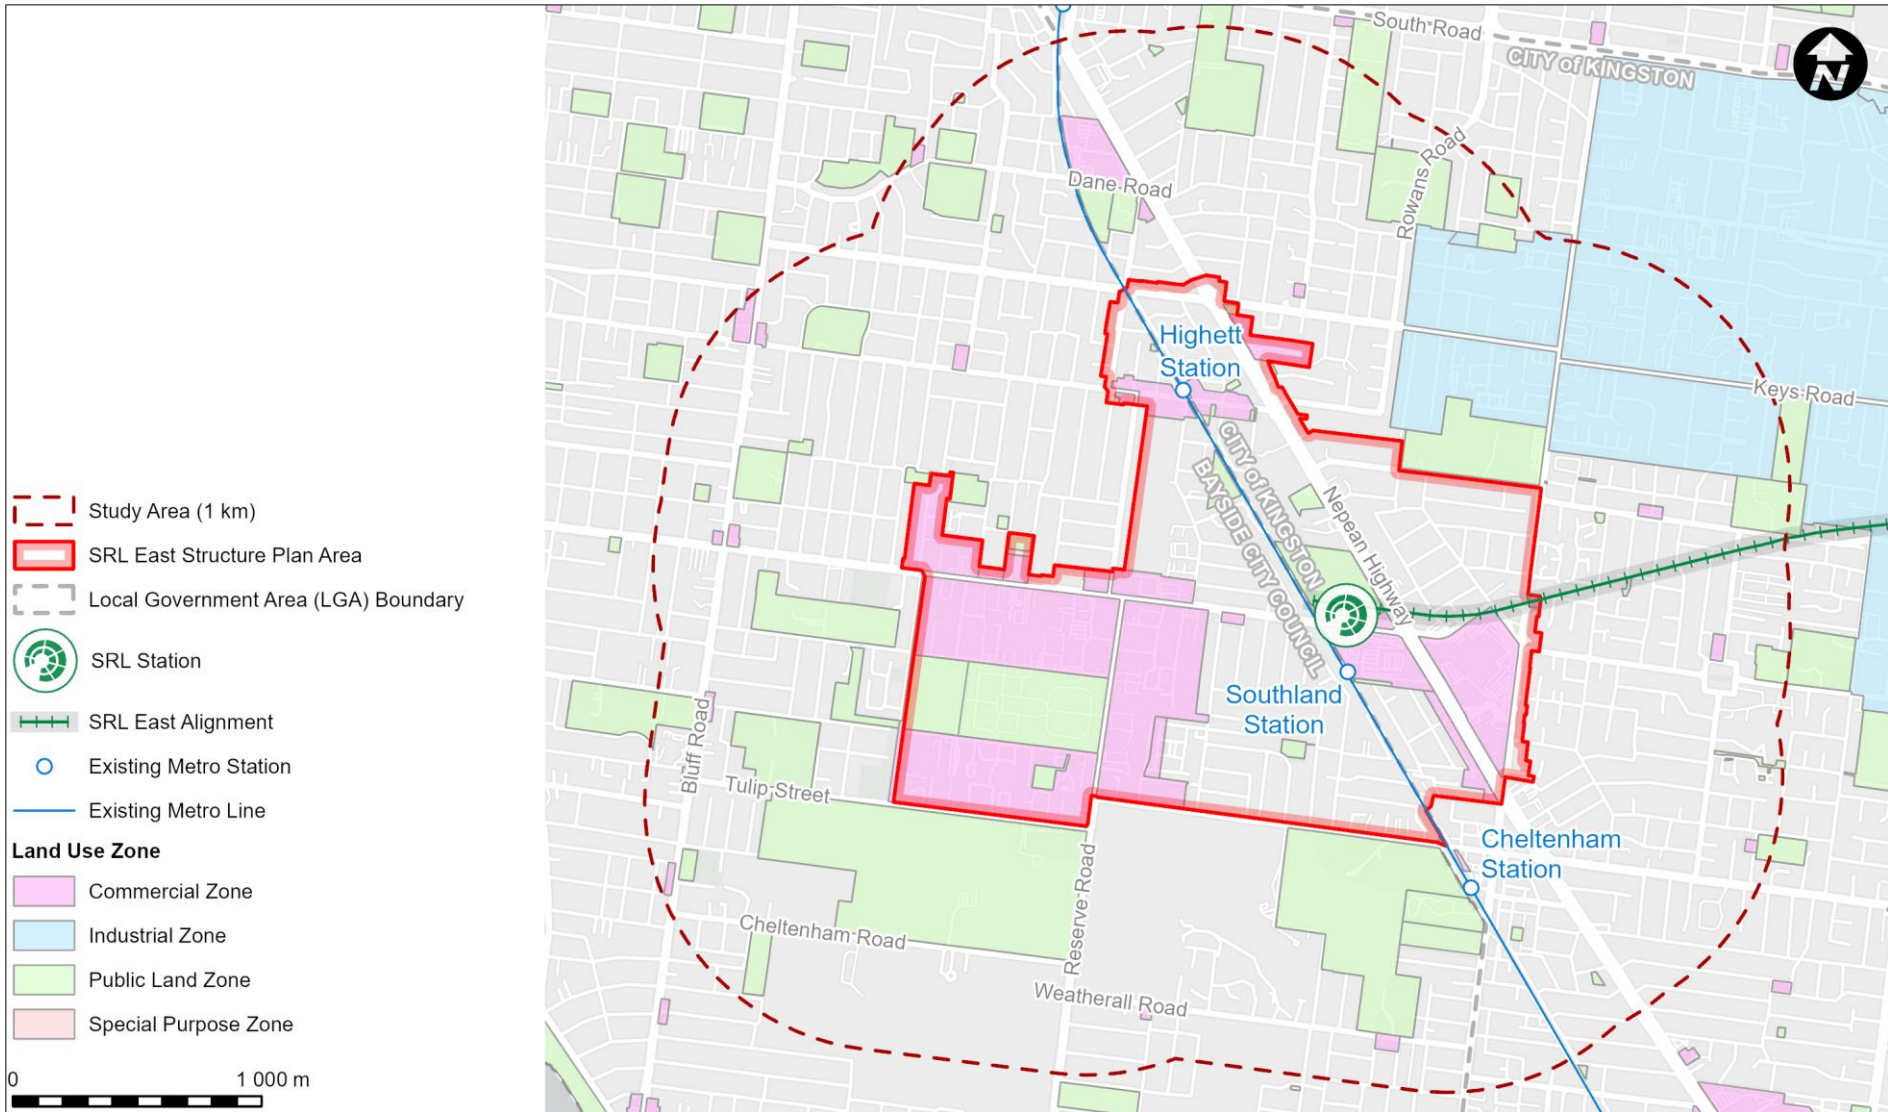 South Road
CITY of KINGSTON
N
Dane Road
Rowans Road
Highett
Station
Keys Road
CITY of KINGSTON
BAYSIDE CITY COUNCIL
Nepean Highway
Southland
Station
Bluff Road
Tulip Street
Cheltenham
Station
Reserve Road
Cheltenham Road
Weatherall Road
Study Area (1 km)
SRL East Structure Plan Area
Local Government Area (LGA) Boundary
SRL Station
SRL East Alignment
Existing Metro Station
Existing Metro Line
Land Use Zone
Commercial Zone
Industrial Zone
Public Land Zone
Special Purpose Zone
0 1 000 m